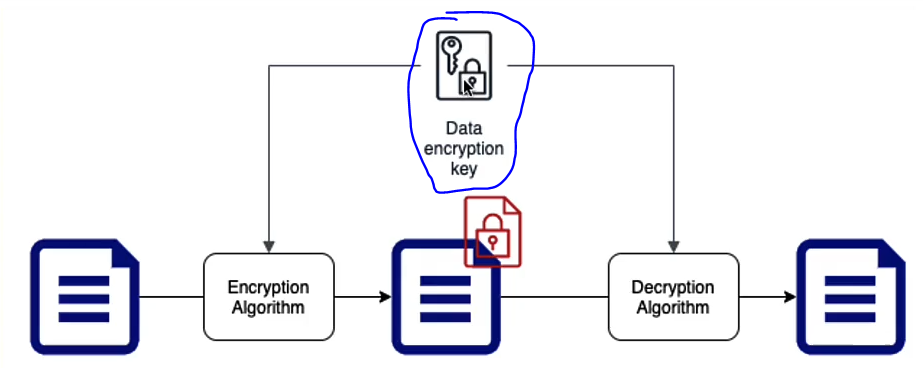 Data
encryption
key
Encryption
Algorithm
Decryption
Algorithm